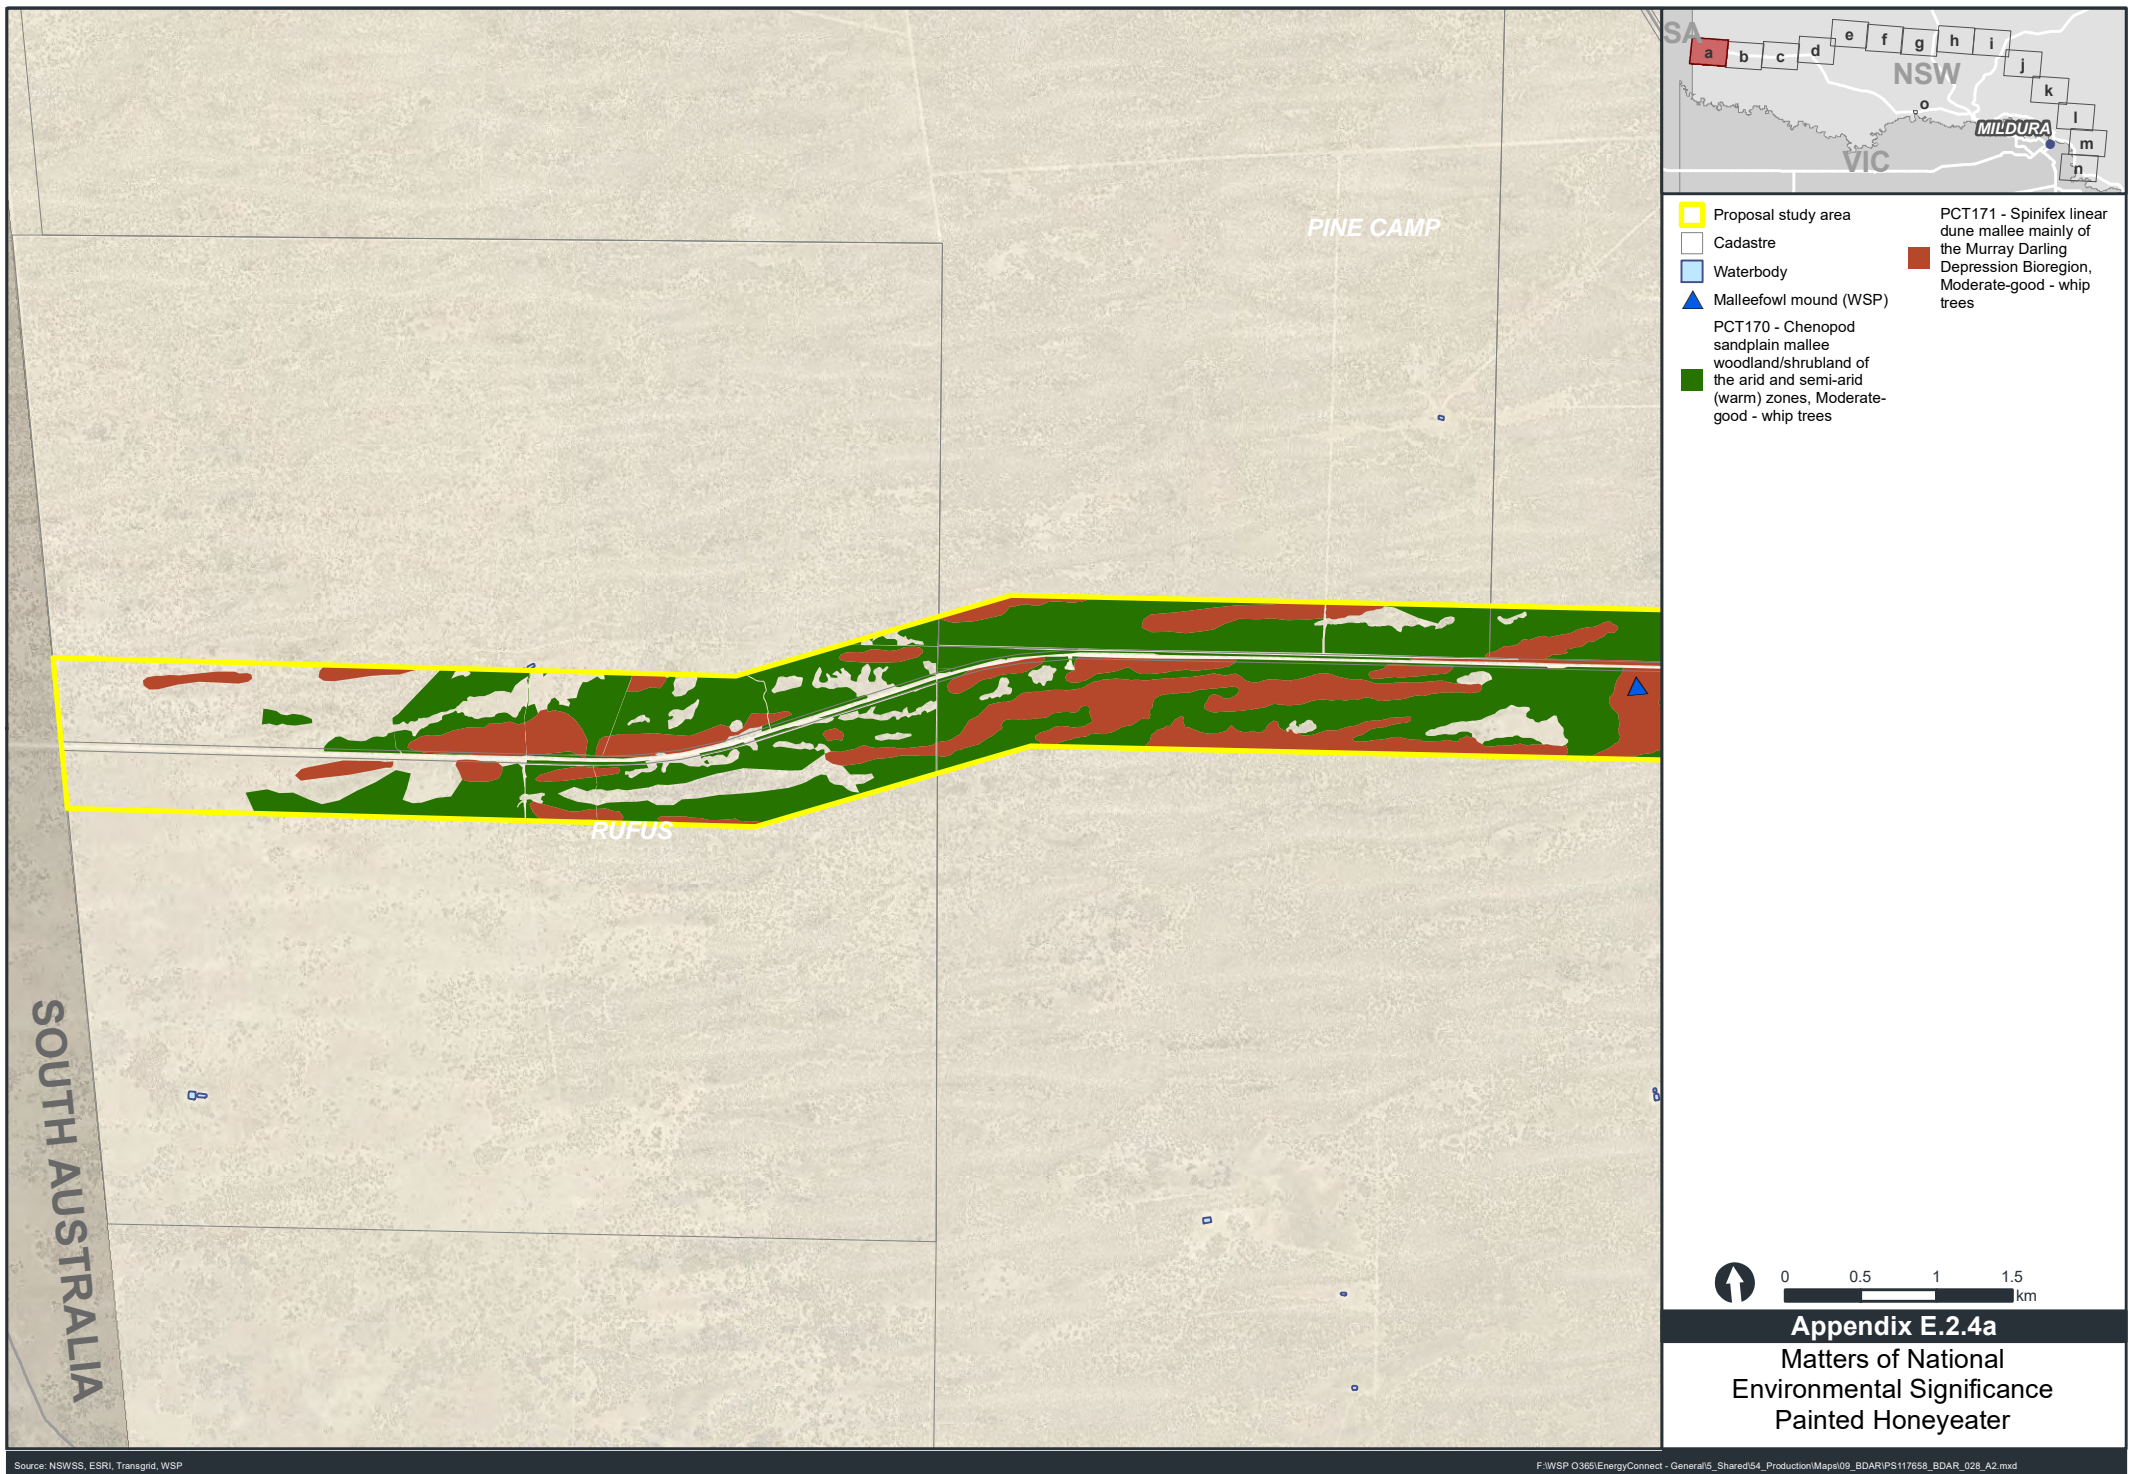 SA
a
b
c
d
e
f
g
h
i
j
k
l
m
n
o
NSW
MILDURA
VIC
PINE CAMP
RUFUS
SOUTH AUSTRALIA
Proposal study area
Cadastre
Waterbody
Malleefowl mound (WSP)
PCT170 - Chenopod
sandplain mallee
woodland/shrubland of
the arid and semi-arid
(warm) zones, Moderate-
good - whip trees
PCT171 - Spinifex linear
dune mallee mainly of
the Murray Darling
Depression Bioregion,
Moderate-good - whip
trees
0 0.5 1 1.5
km
Appendix E.2.4a
Matters of National
Environmental Significance
Painted Honeyeater
Source: NSWSS, ESRI, Transgrid, WSP
F:\WSP O365\EnergyConnect - General\5_Shared\54_Production\Maps\09_BDAR\PS117658_BDAR_028_A2.mxd